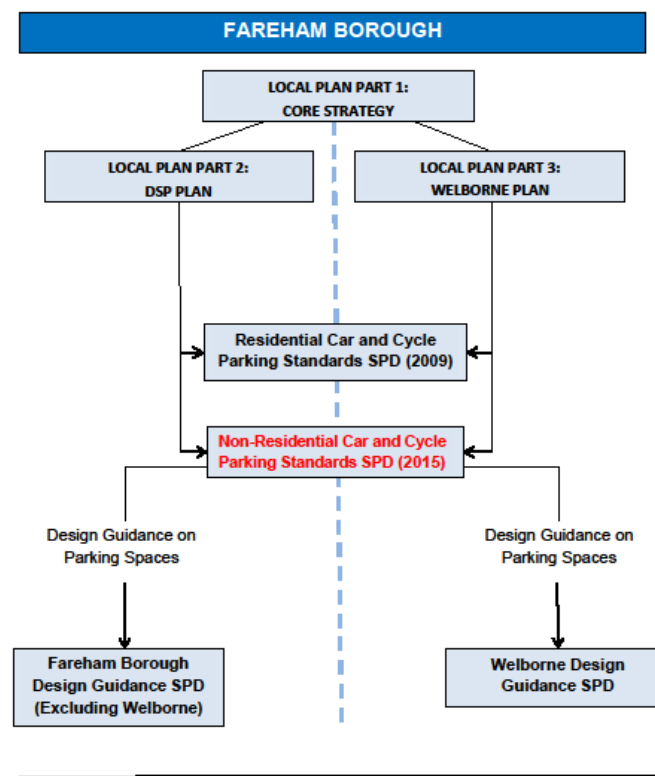 FAREHAM BOROUGH
LOCAL PLAN PART 1:
CORE STRATEGY
LOCAL PLAN PART 2:
DSP PLAN
LOCAL PLAN PART 3:
WELBORNE PLAN
Residential Car and Cycle
Parking Standards SPD (2009)
Non-Residential Car and Cycle
Parking Standards SPD (2015)
Design Guidance on
Parking Spaces
Design Guidance on
Parking Spaces
Fareham Borough
Design Guidance SPD
(Excluding Welborne)
Welborne Design
Guidance SPD